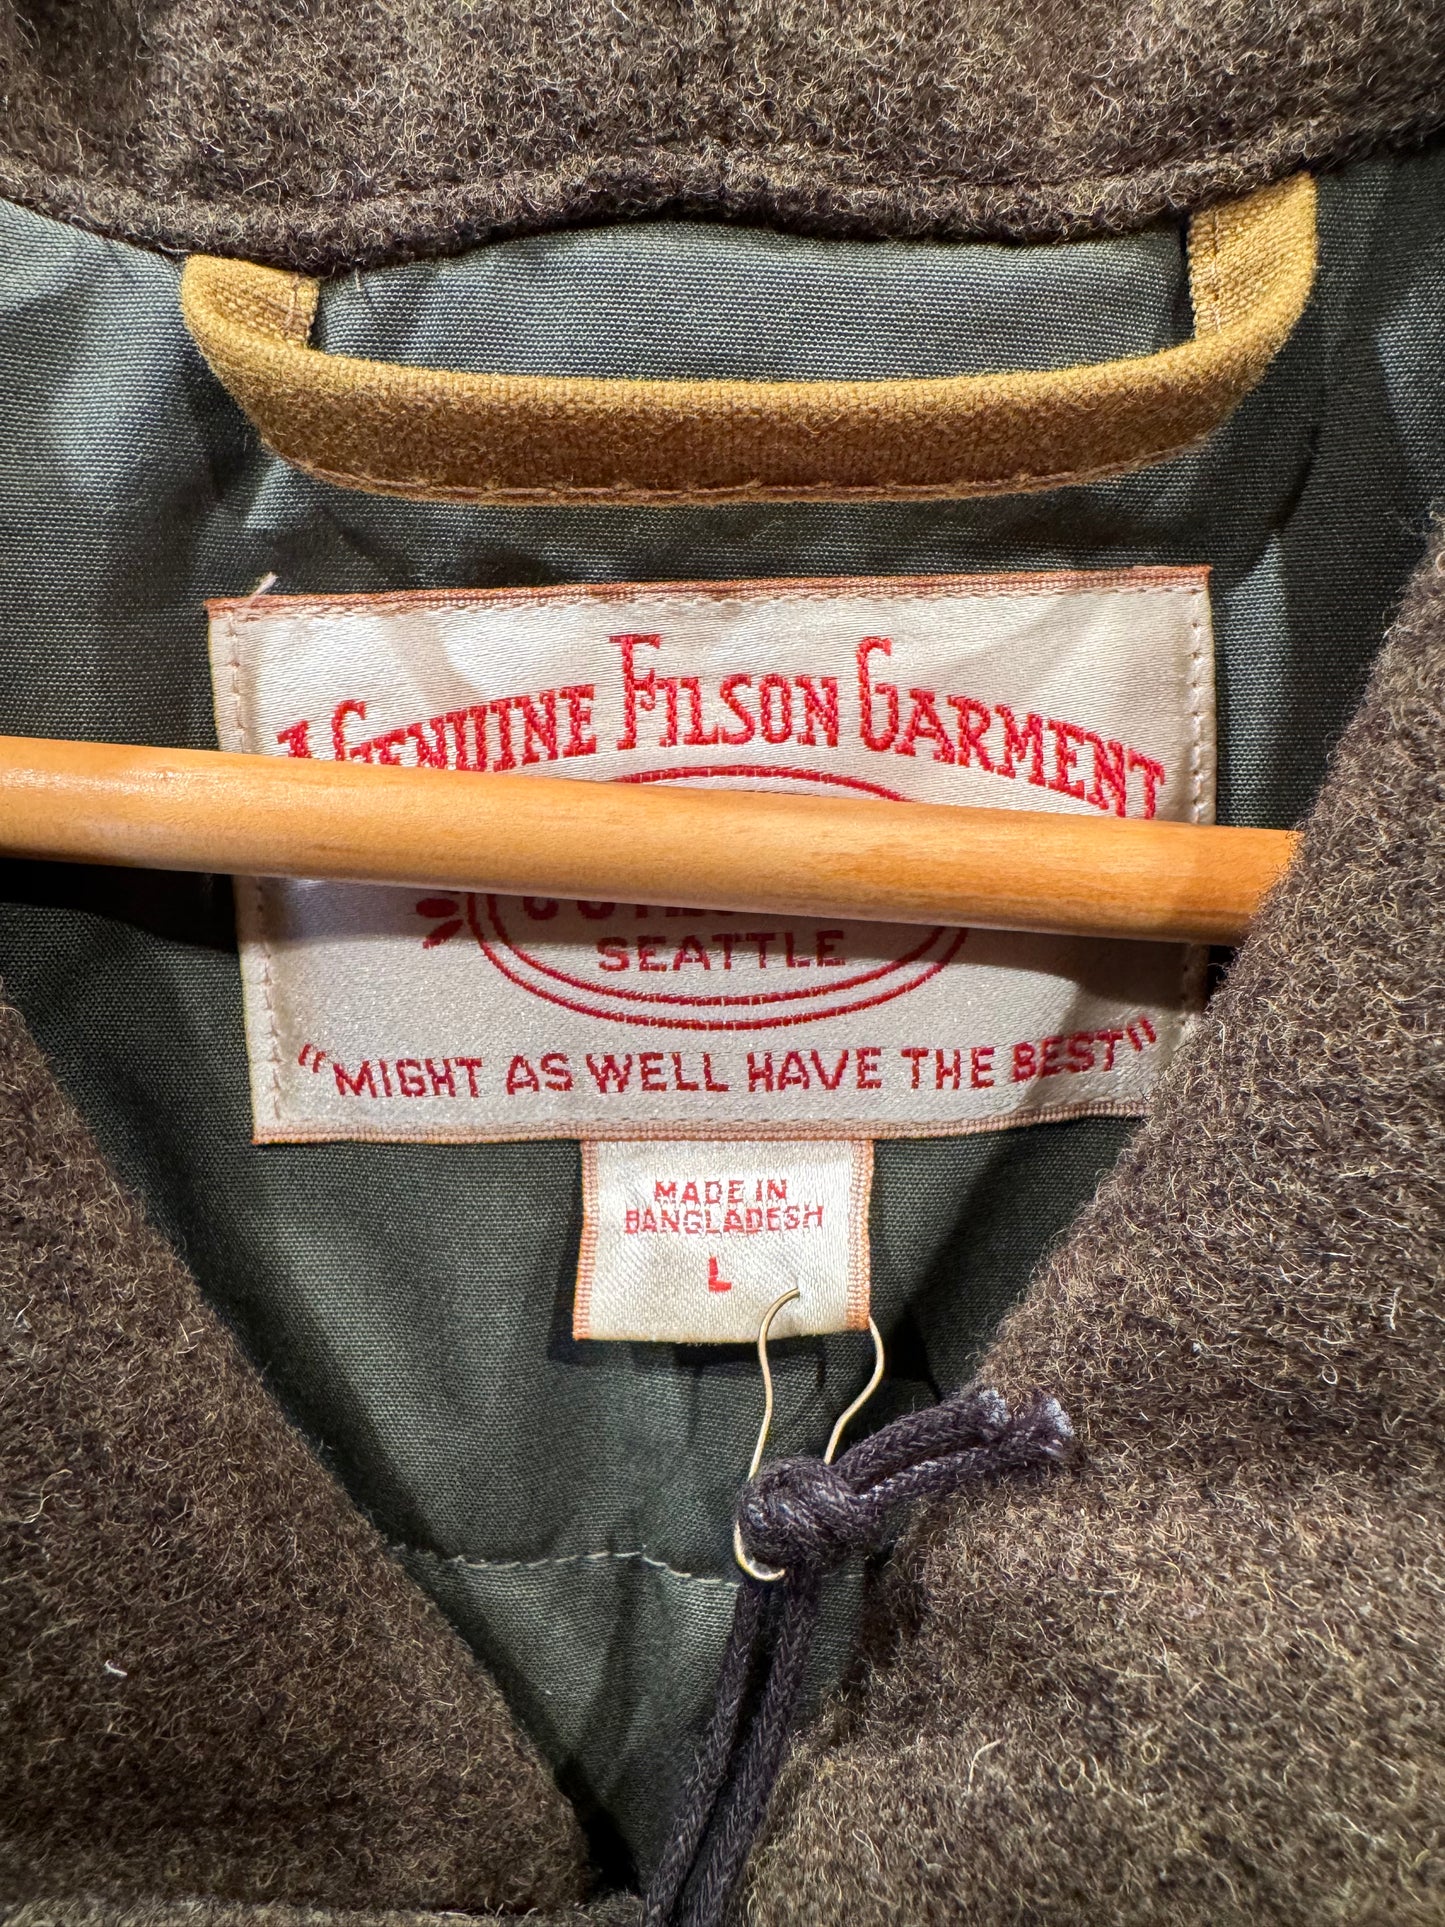 A GENUINE FILSON GARMENT
SEATTLE
"MIGHT AS WELL HAVE THE BEST"
MADE IN
BANGLADESH
L